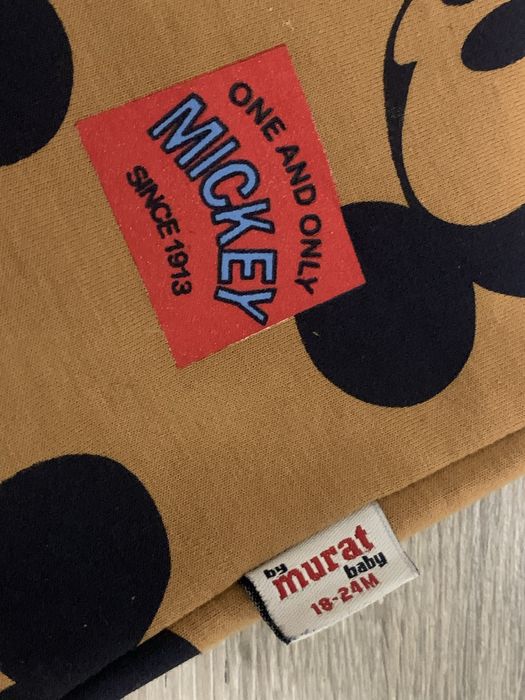 ONE AND ONLY
MICKEY
SINCE 1913
by
murat
baby
18-24M